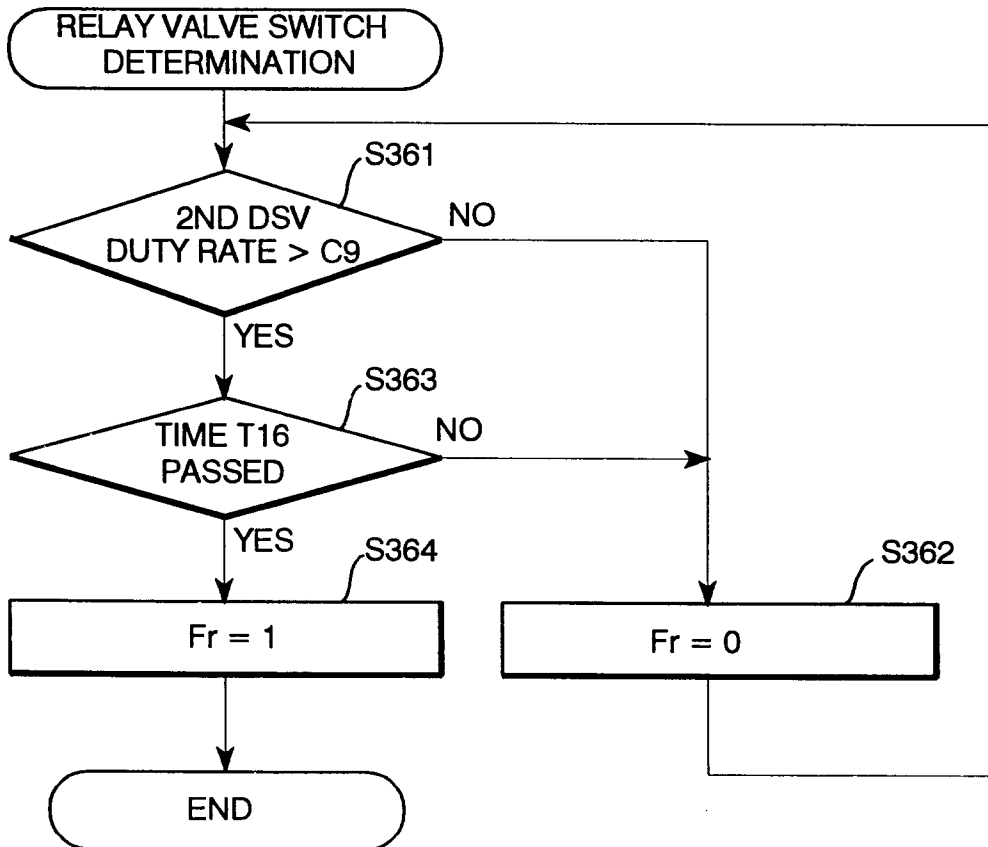 RELAY VALVE SWITCH
DETERMINATION
S361
2ND DSV
DUTY RATE > C9
NO
YES
S363
TIME T16
PASSED
NO
YES
S364
Fr = 1
S362
Fr = 0
END